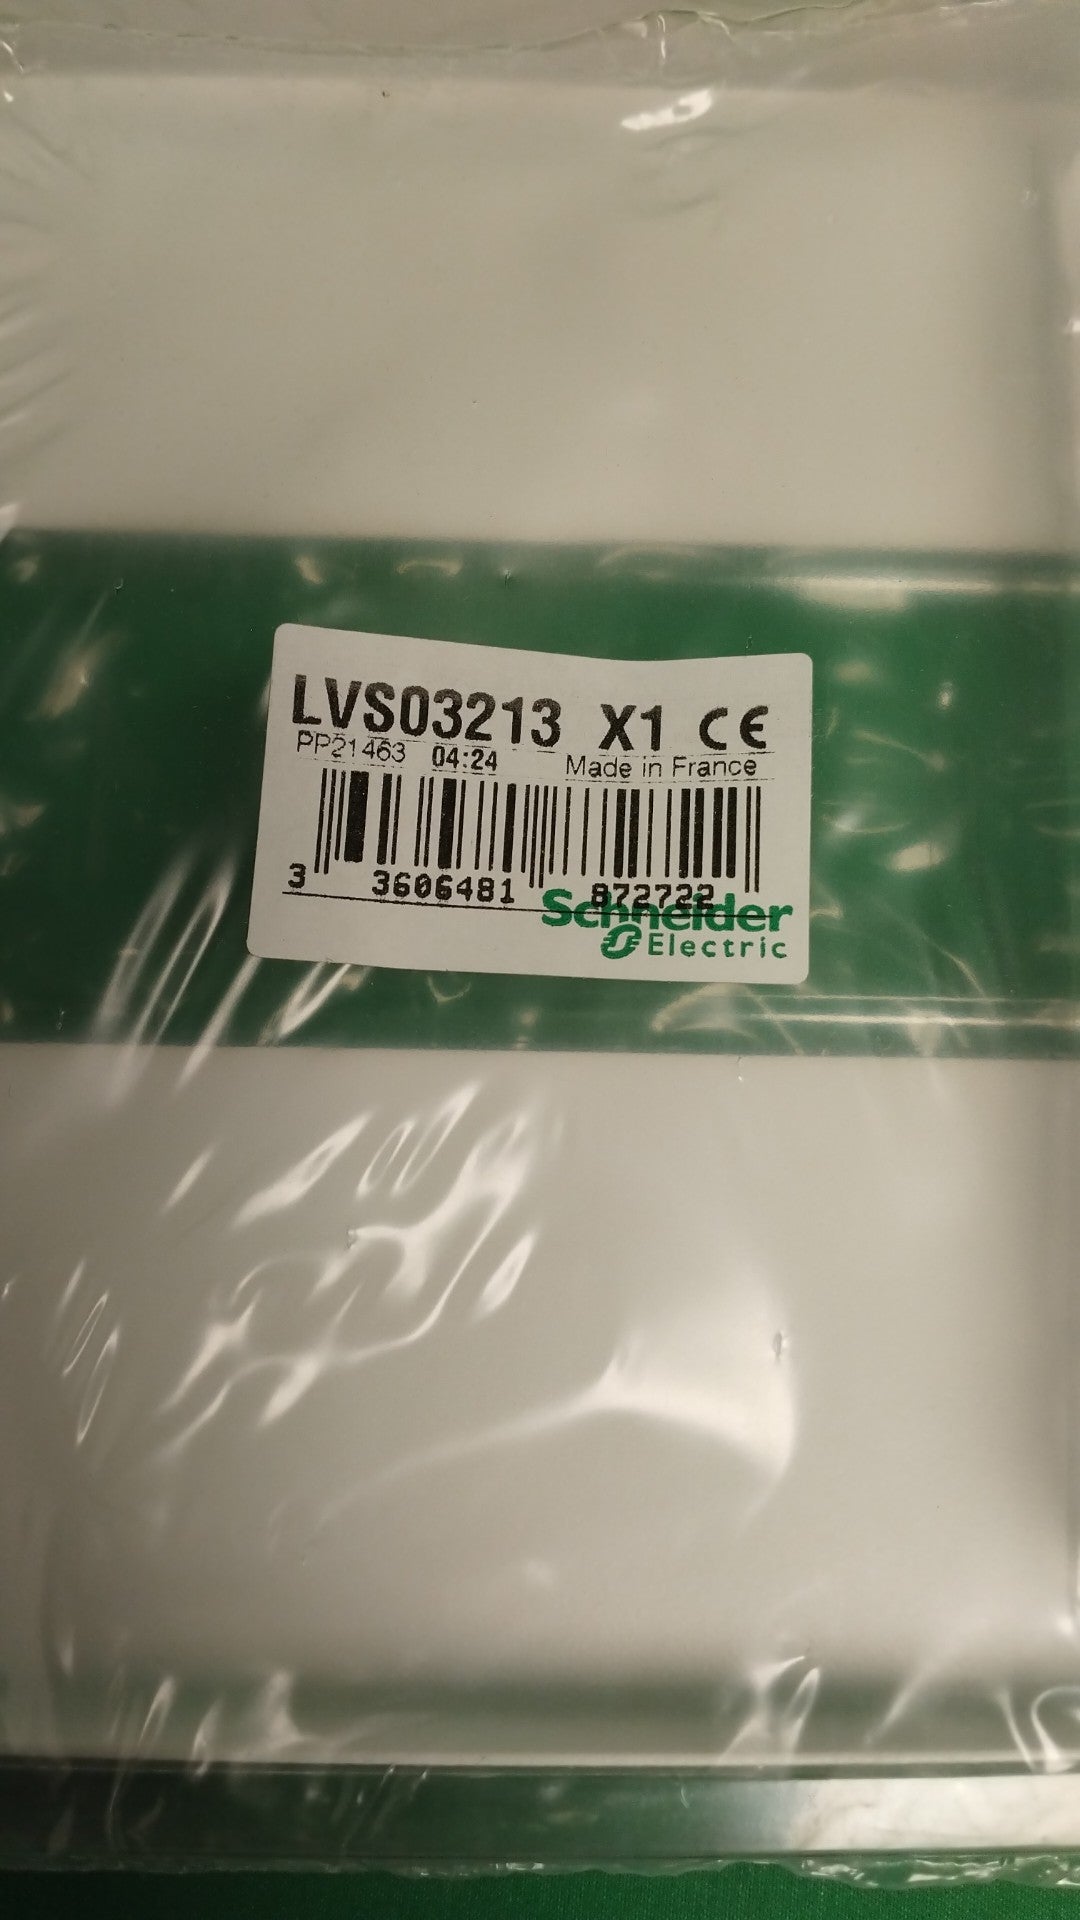 LVS03213 X1 CE
PP21463 04:24 Made in France
3 3606481 872722
Schneider
Electric